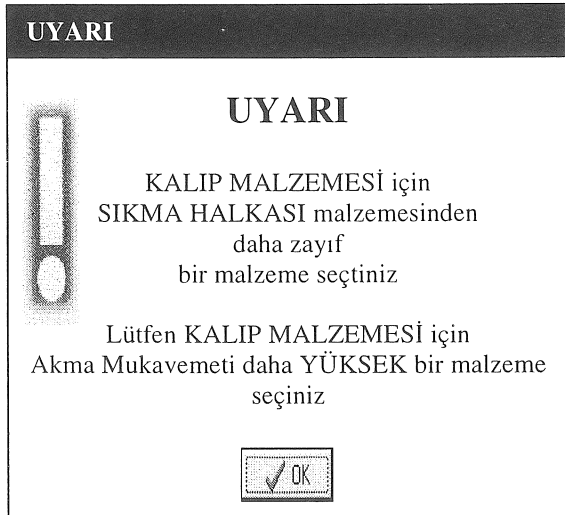 UYARI
UYARI
KALIP MALZEMESİ için
SIKMA HALKASI malzemesinden
daha zayıf
bir malzeme seçtiniz
Lütfen KALIP MALZEMESİ için
Akma Mukavemeti daha YÜKSEK bir malzeme
seçiniz
OK